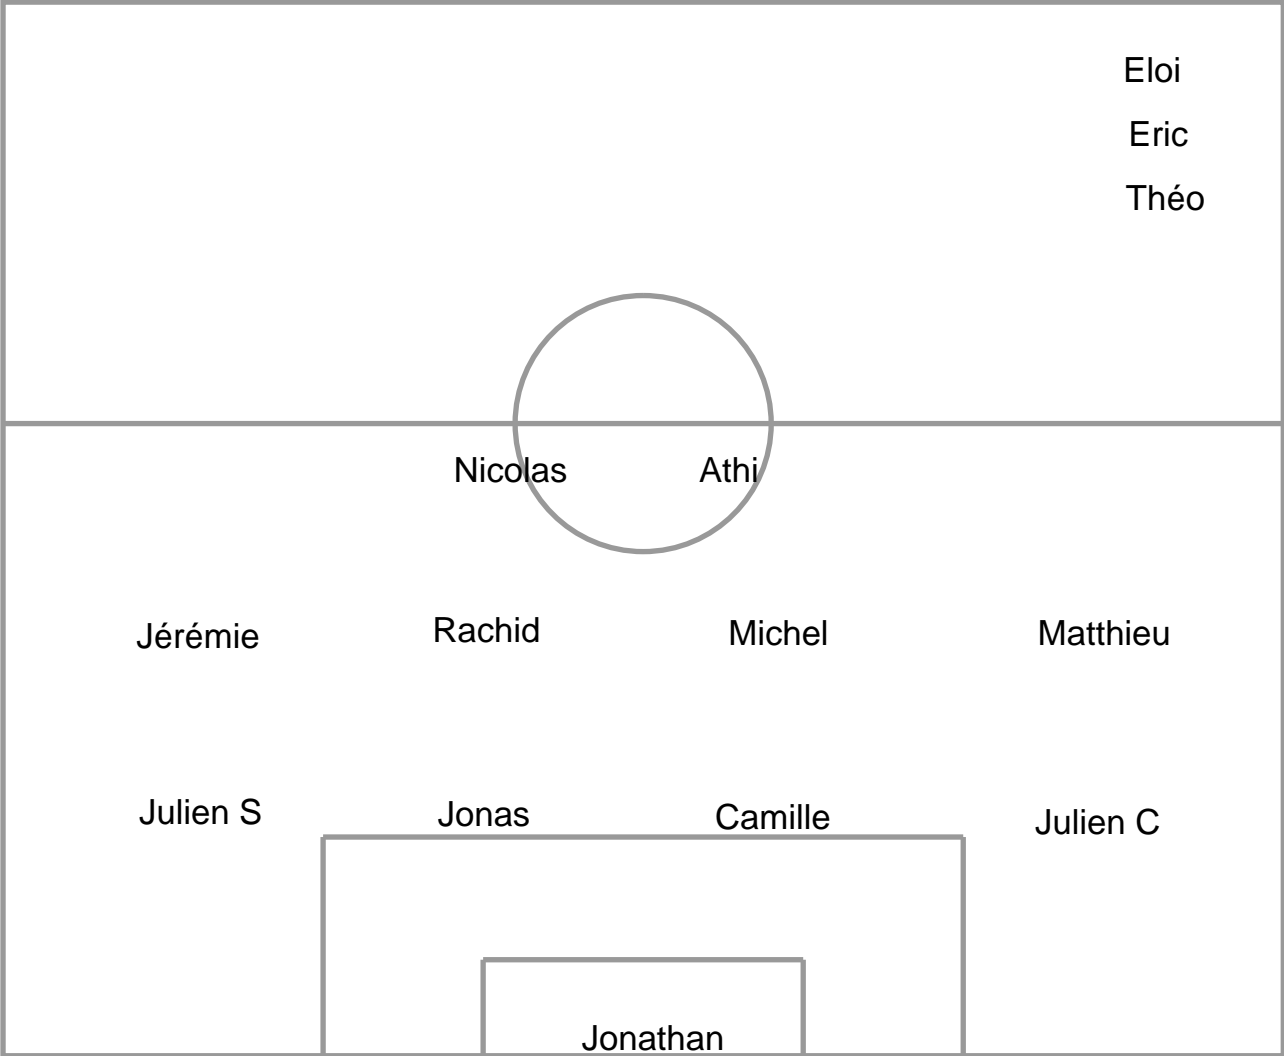 Eloi
Eric
Théo
Nicolas Athi
Jérémie Rachid Michel Matthieu
Julien S Jonas Camille Julien C
Jonathan